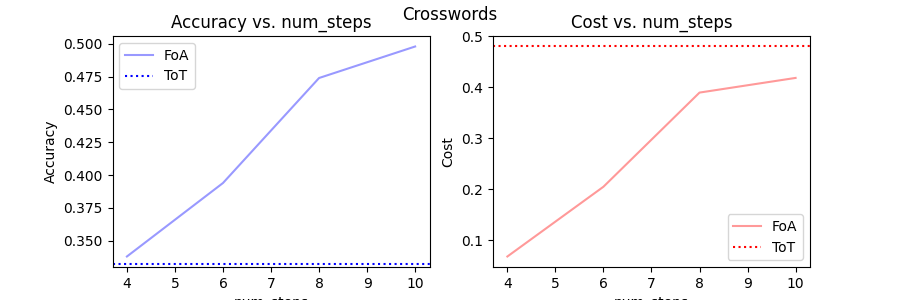 Crosswords
Accuracy vs. num_steps
0.500
0.475
0.450
0.425
0.400
0.375
0.350
Accuracy
FoA
ToT
4 5 6 7 8 9 10
num_steps
Cost vs. num_steps
0.5
0.4
0.3
0.2
0.1
Cost
FoA
ToT
4 5 6 7 8 9 10
num_steps